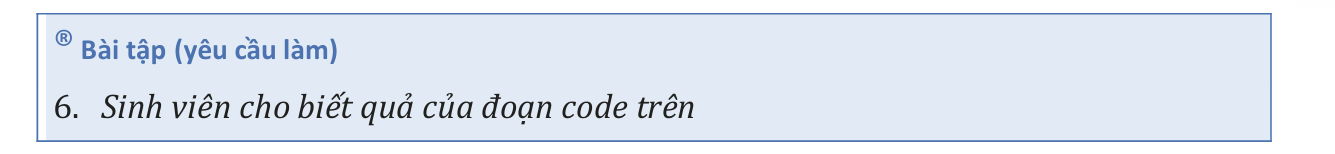 ® Bài tập (yêu cầu làm)
6. Sinh viên cho biết quả của đoạn code trên